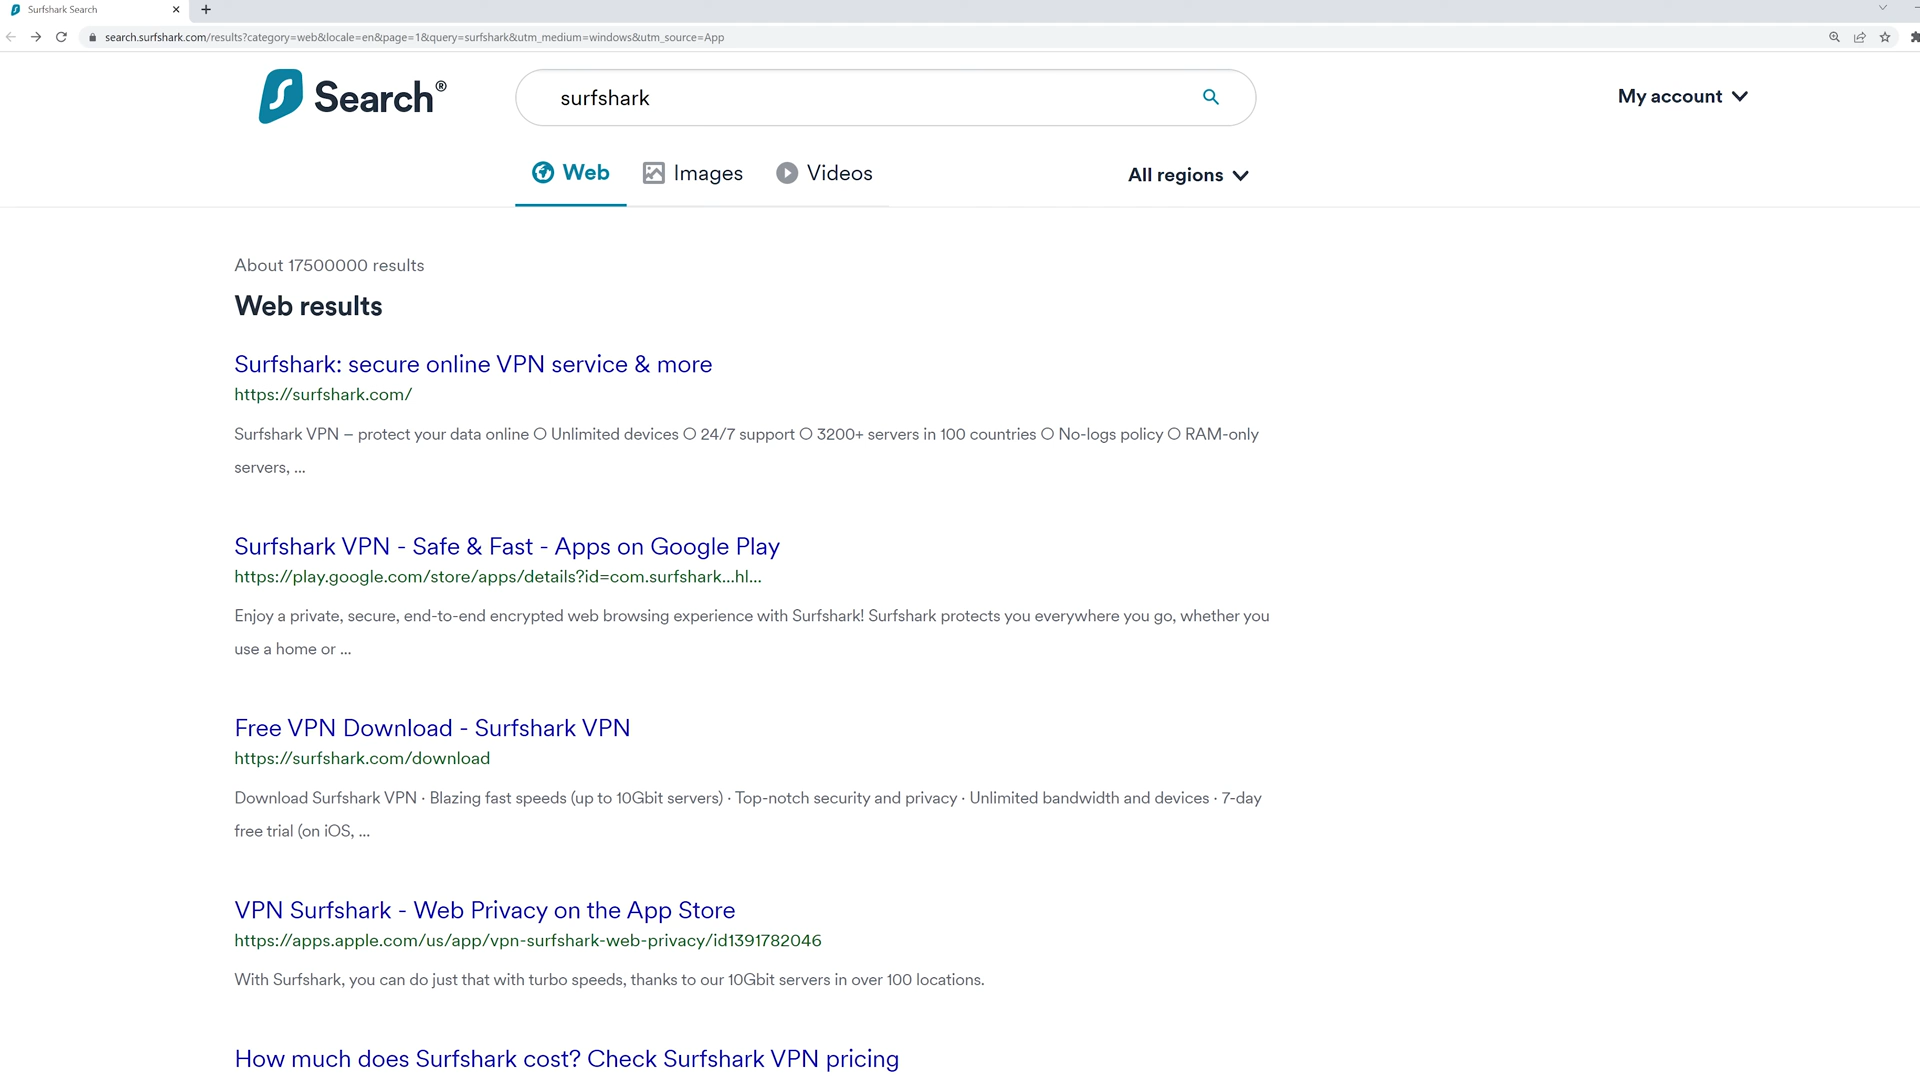 Surfshark Search
search.surfshark.com/results?category=web&locale=en&page=1&query=surfshark&utm_medium=windows&utm_source=App
Search®
surfshark
My account
Web
Images
Videos
All regions
About 17500000 results
Web results
Surfshark: secure online VPN service & more
https://surfshark.com/
Surfshark VPN – protect your data online O Unlimited devices O 24/7 support O 3200+ servers in 100 countries O No-logs policy O RAM-only
servers, ...
Surfshark VPN - Safe & Fast - Apps on Google Play
https://play.google.com/store/apps/details?id=com.surfshark...hl...
Enjoy a private, secure, end-to-end encrypted web browsing experience with Surfshark! Surfshark protects you everywhere you go, whether you
use a home or ...
Free VPN Download - Surfshark VPN
https://surfshark.com/download
Download Surfshark VPN · Blazing fast speeds (up to 10Gbit servers) · Top-notch security and privacy · Unlimited bandwidth and devices · 7-day
free trial (on iOS, ...
VPN Surfshark - Web Privacy on the App Store
https://apps.apple.com/us/app/vpn-surfshark-web-privacy/id1391782046
With Surfshark, you can do just that with turbo speeds, thanks to our 10Gbit servers in over 100 locations.
How much does Surfshark cost? Check Surfshark VPN pricing